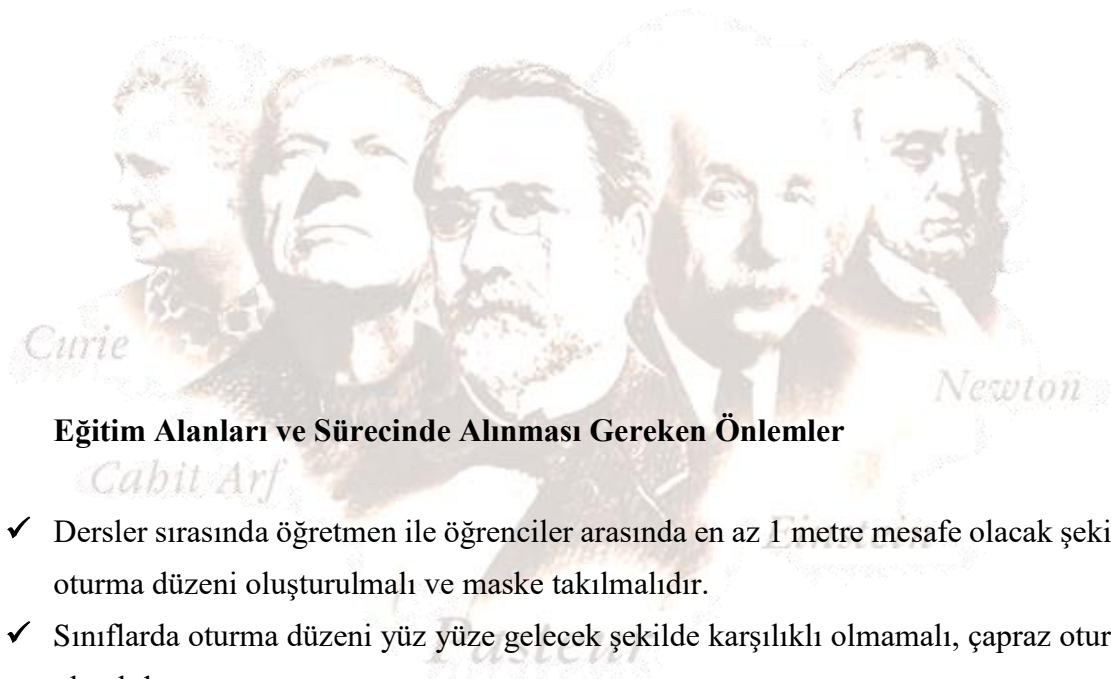 Curie
Newton
Eğitim Alanları ve Sürecinde Alınması Gereken Önlemler
Cahit Arf
✓ Dersler sırasında öğretmen ile öğrenciler arasında en az 1 metre mesafe olacak şeki
Einstein
oturma düzeni oluşturulmalı ve maske takılmalıdır.
✓ Sınıflarda oturma düzeni yüz yüze gelecek şekilde karşılıklı olmamalı, çapraz otur
Pasteur